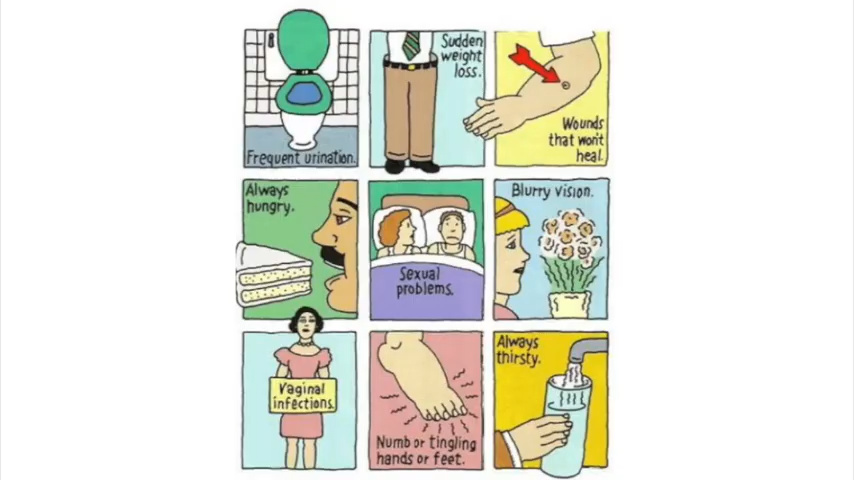 Frequent urination.
Sudden
weight
loss.
Wounds
that won't
heal.
Always
hungry.
Sexual
problems.
Blurry vision.
Vaginal
infections.
Numb or tingling
hands or feet.
Always
thirsty.